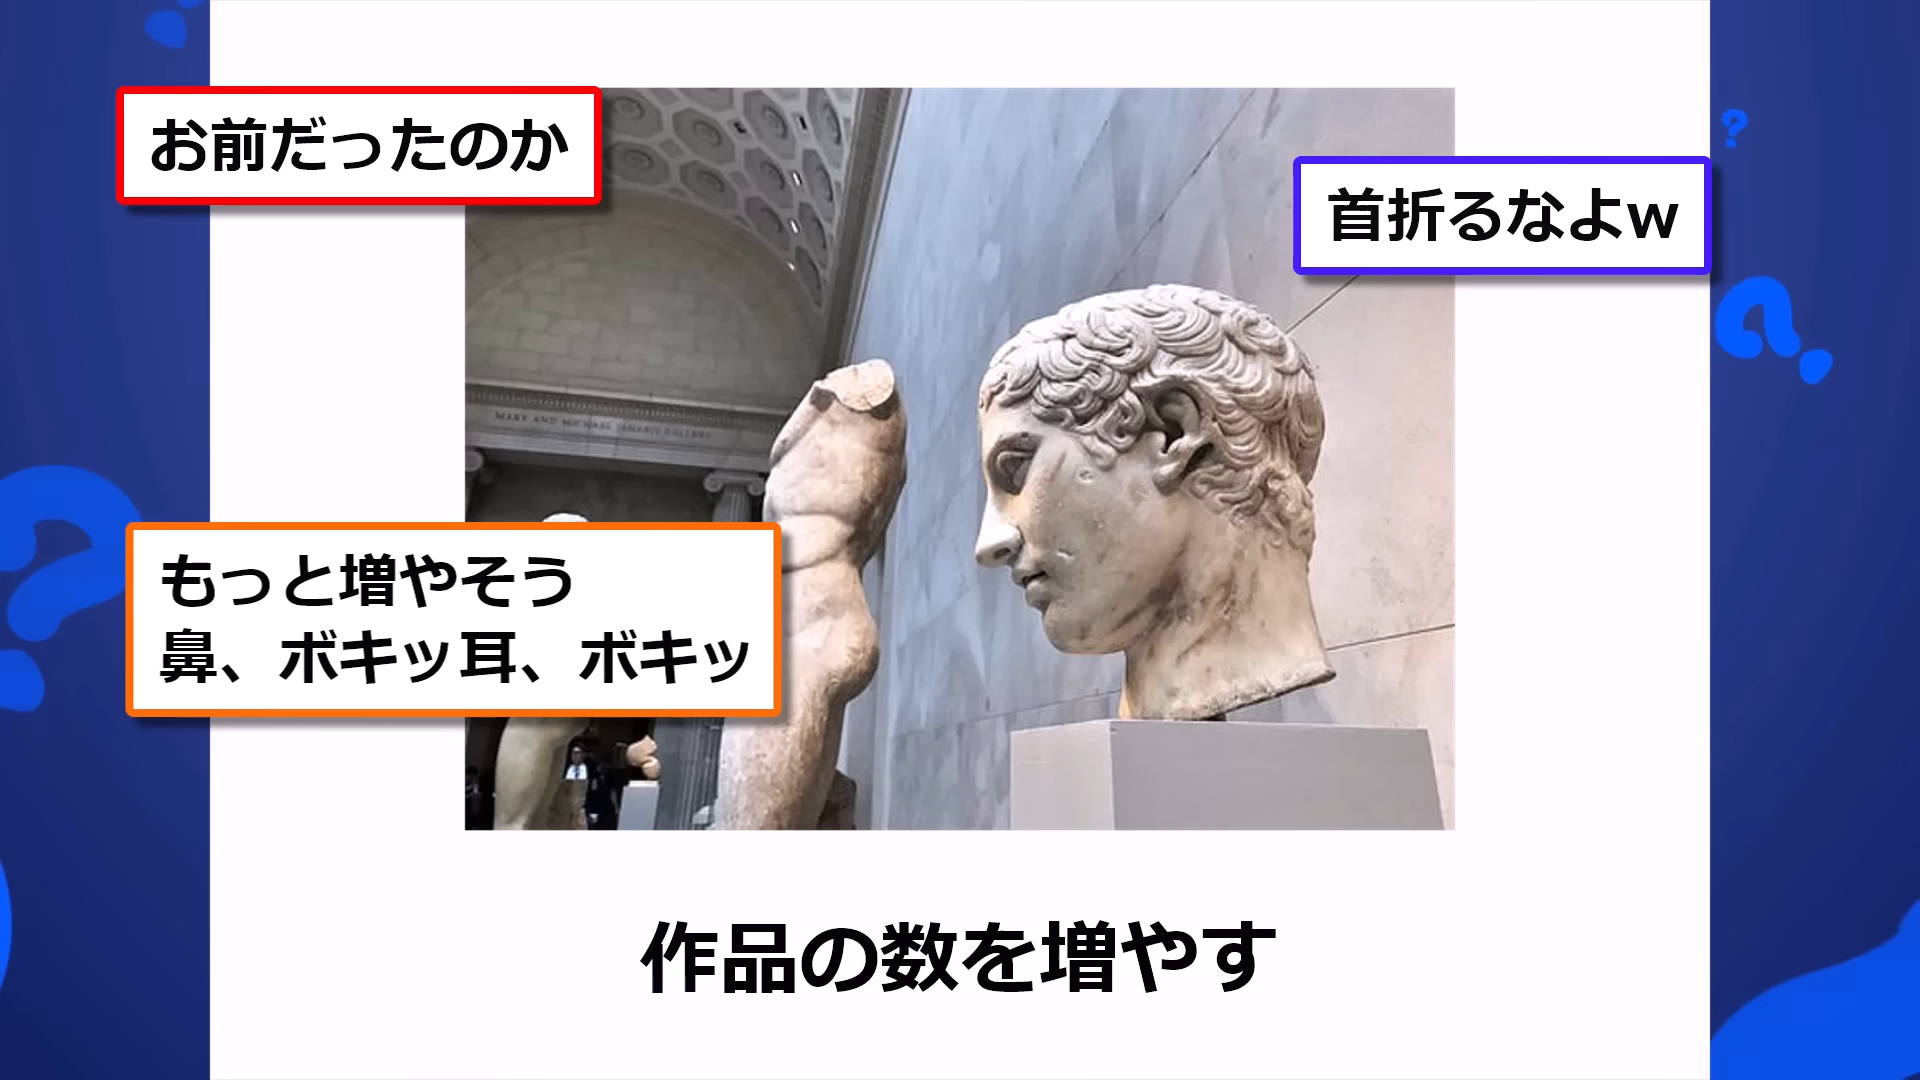 お前だったのか
首折るなよw
もっと増やそう
鼻、ボキッ耳、ボキッ
作品の数を増やす